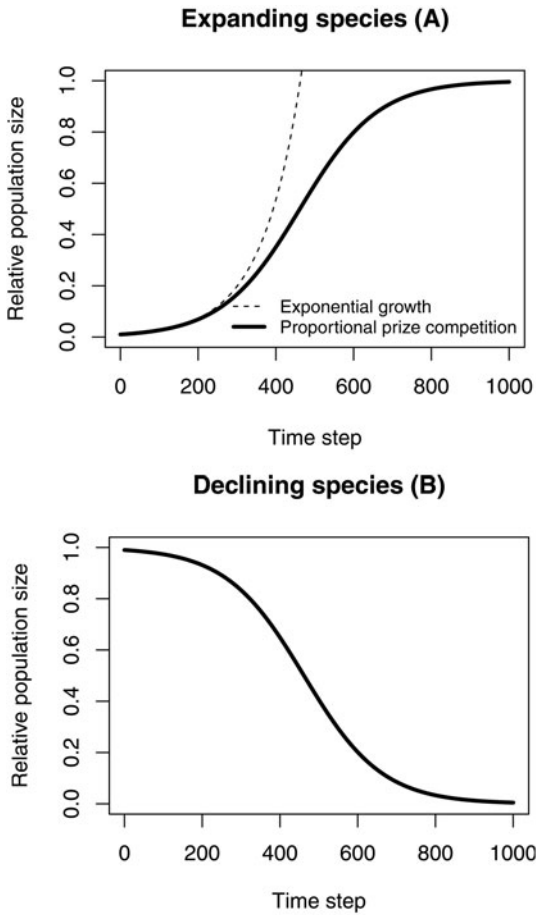 Expanding species (A)
Relative population size
1.0
0.8
0.6
0.4
0.2
0.0
Exponential growth
Proportional prize competition
0 200 400 600 800 1000
Time step
Declining species (B)
Relative population size
1.0
0.8
0.6
0.4
0.2
0.0
0 200 400 600 800 1000
Time step